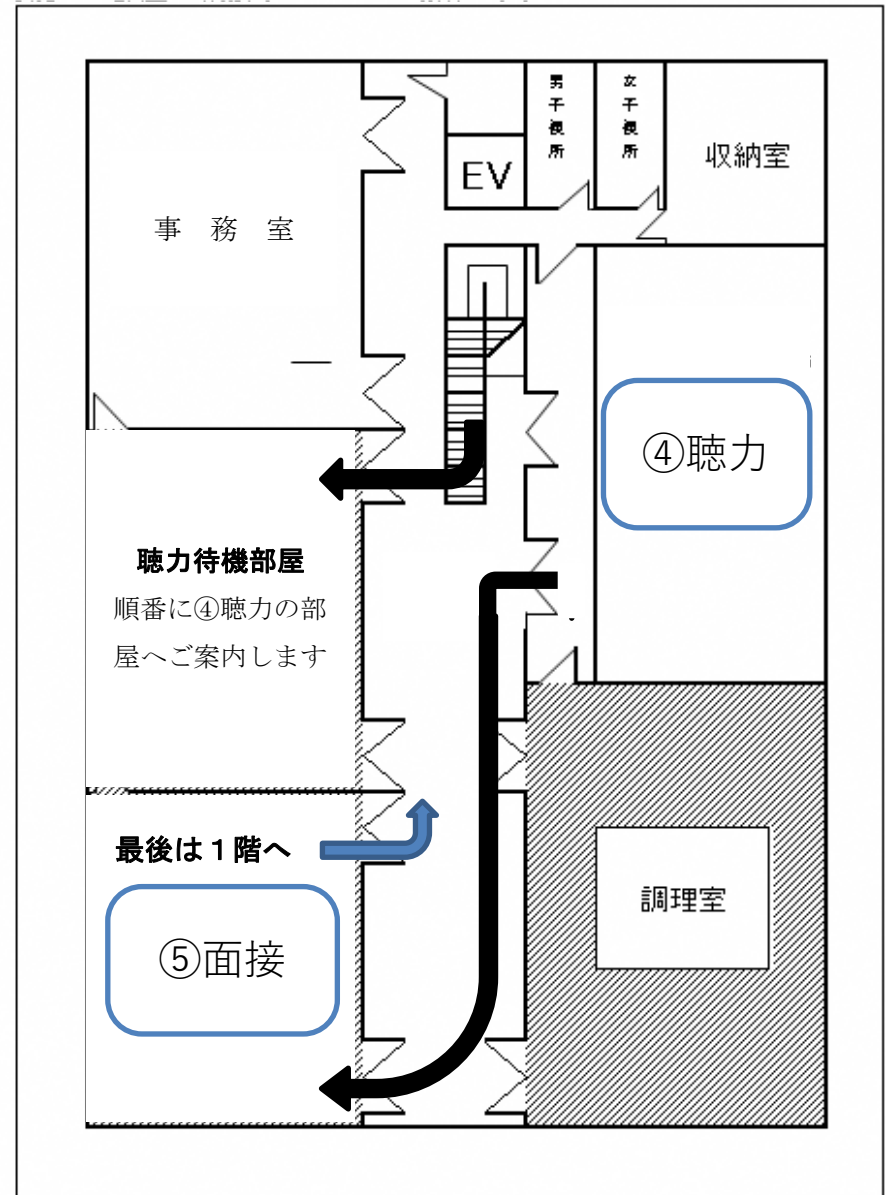 男子便所
女子便所
収納室
EV
事 務 室
④聴力
聴力待機部屋
順番に④聴力の部
屋へご案内します
最後は1階へ
⑤面接
調理室